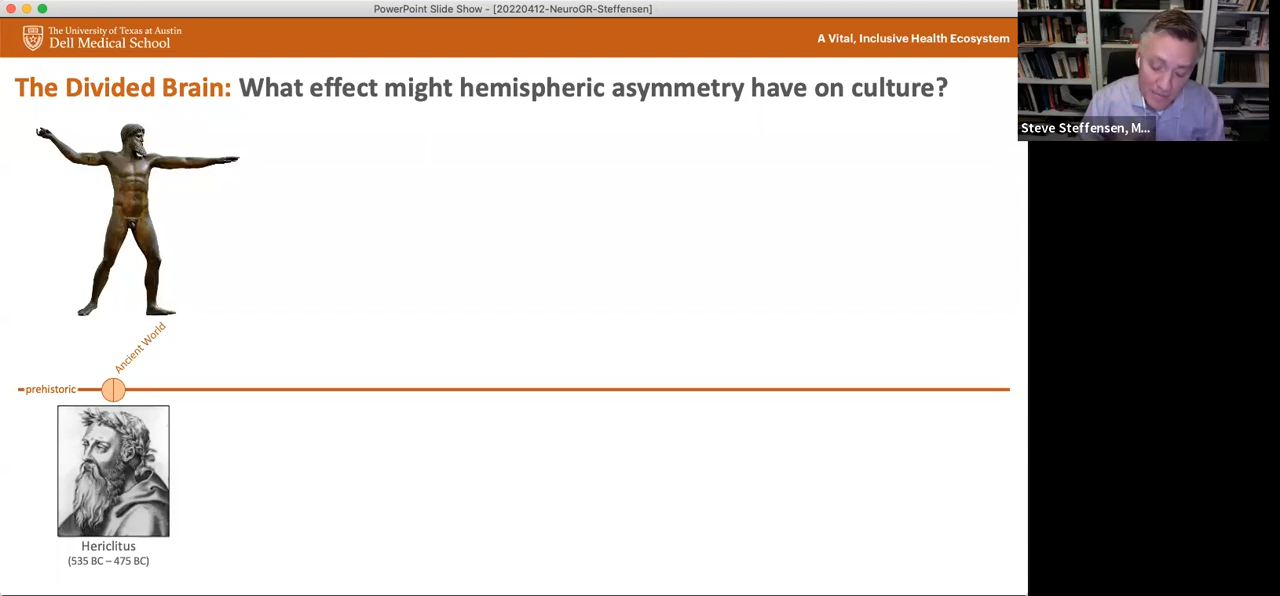 PowerPoint Slide Show - [20220412-NeuroGR-Steffensen]
The University of Texas at Austin
Dell Medical School
A Vital, Inclusive Health Ecosystem
The Divided Brain: What effect might hemispheric asymmetry have on culture?
Steve Steffensen, M...
Ancient World
prehistoric
Hericlitus
(535 BC – 475 BC)